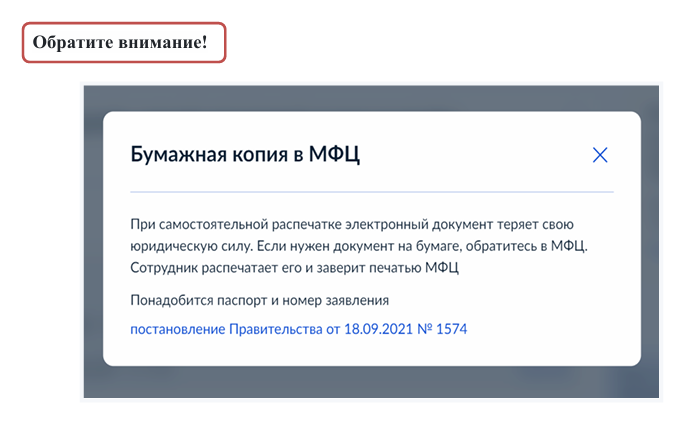 Обратите внимание!
Бумажная копия в МФЦ
При самостоятельной распечатке электронный документ теряет свою
юридическую силу. Если нужен документ на бумаге, обратитесь в МФЦ.
Сотрудник распечатает его и заверит печатью МФЦ
Понадобится паспорт и номер заявления
постановление Правительства от 18.09.2021 № 1574